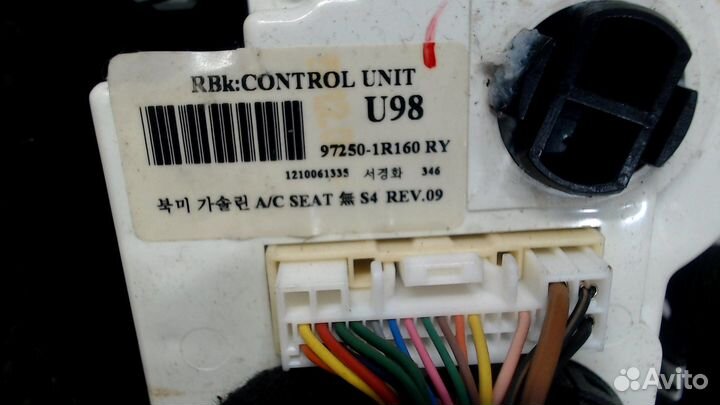 RBk:CONTROL UNIT
U98
97250-1R160 RY
1210061335 서경화 346
북미 가솔린 A/C SEAT 無 S4 REV.09
Avito